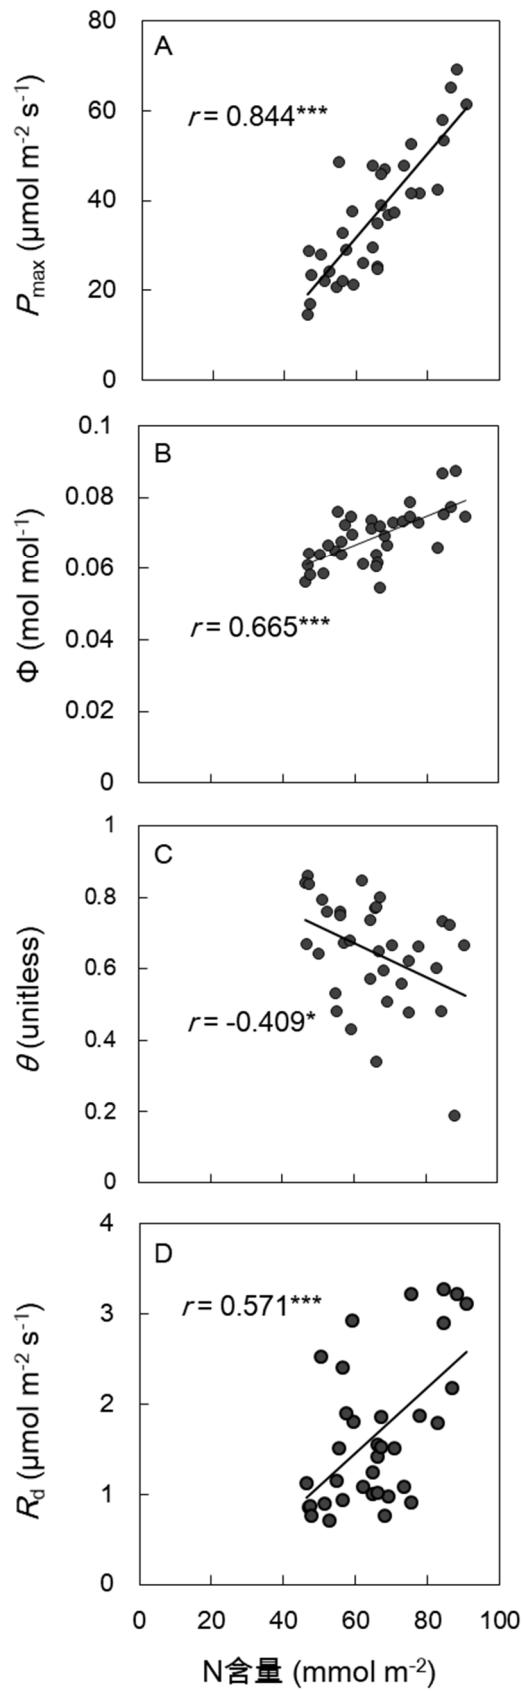 A
r = 0.844***
80
60
40
20
0
Pmax (μmol m-2 s-1)
B
r = 0.665***
0.1
0.08
0.06
0.04
0.02
0
Φ (mol mol-1)
C
r = -0.409*
1
0.8
0.6
0.4
0.2
0
θ (unitless)
D
r = 0.571***
4
3
2
1
0
Rd (μmol m-2 s-1)
0 20 40 60 80 100
N含量 (mmol m-2)